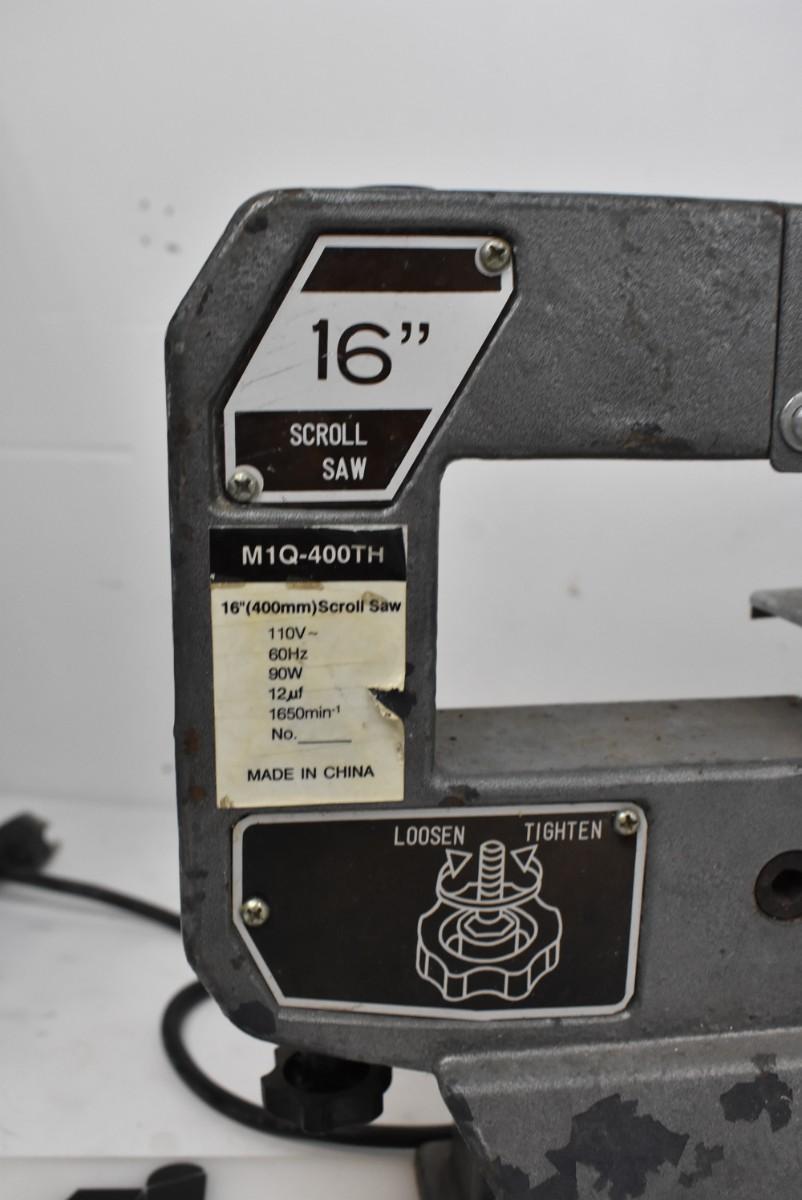 16”
SCROLL
SAW
M1Q-400TH
16"(400mm)Scroll Saw
110V~
60Hz
90W
12µf
1650min⁻¹
No.______
MADE IN CHINA
LOOSEN TIGHTEN